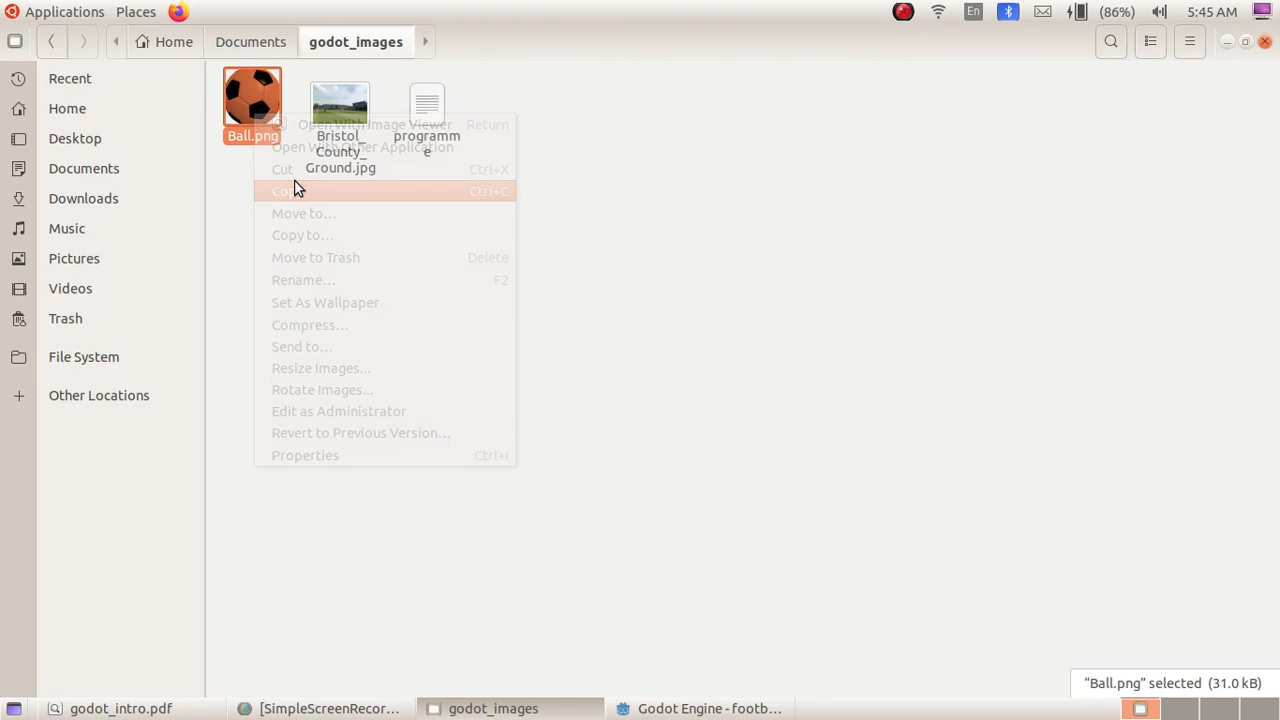 Applications Places En (86%) 5:45 AM
Home Documents godot_images
Recent
Home
Desktop
Documents
Downloads
Music
Pictures
Videos
Trash
File System
Other Locations
Ball.png
Bristol_
County_
Ground.jpg
programm
e
Open With Image Viewer Return
Open With Other Application
Cut Ctrl+X
Copy Ctrl+C
Move to…
Copy to…
Move to Trash Delete
Rename… F2
Set As Wallpaper
Compress…
Send to…
Resize Images...
Rotate Images...
Edit as Administrator
Revert to Previous Version…
Properties Ctrl+I
“Ball.png” selected (31.0 kB)
godot_intro.pdf [SimpleScreenRecor… godot_images Godot Engine - footb…